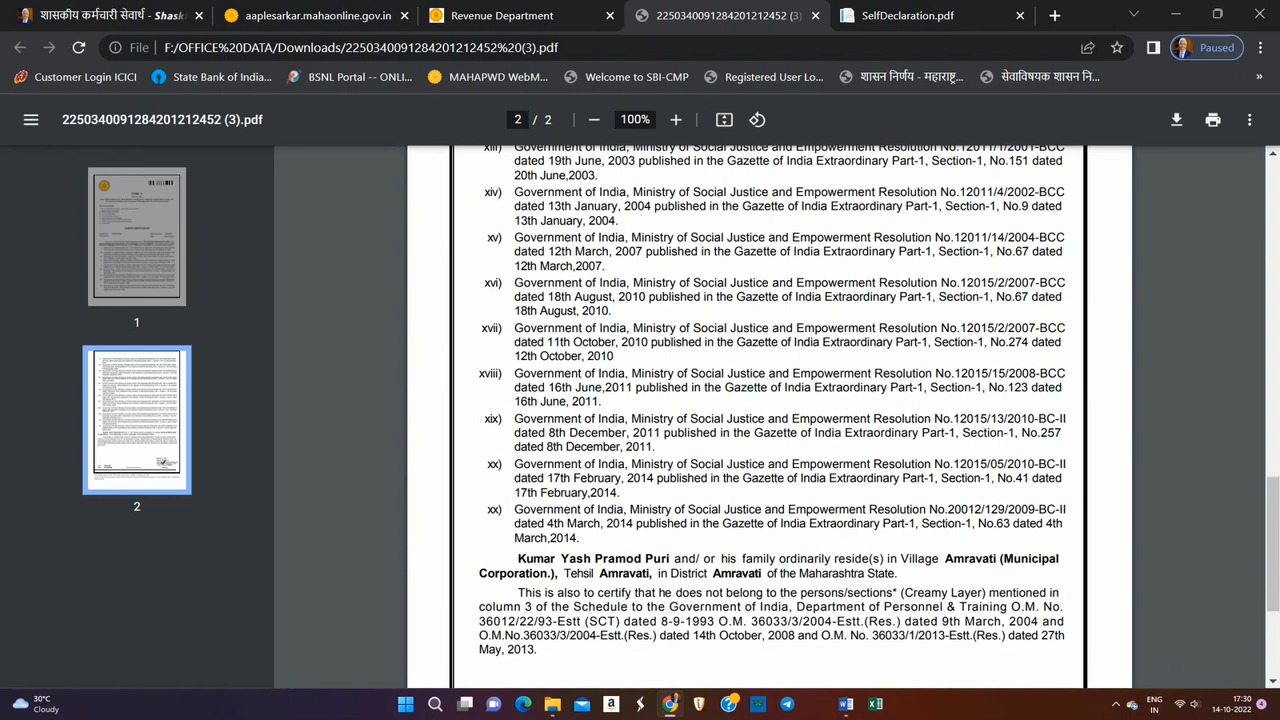 शासकीय कर्मचारी सेवार्थ - Shaki
aaplesarkar.mahaonline.gov.in
Revenue Department
2250340091284201212452 (3)
SelfDeclaration.pdf
File
F:/OFFICE%20DATA/Downloads/2250340091284201212452%20(3).pdf
Paused
Customer Login ICICI
State Bank of India...
BSNL Portal -- ONLI...
MAHAPWD WebM...
Welcome to SBI-CMP
Registered User Lo...
शासन निर्णय - महाराष्ट्र...
सेवाविषयक शासन नि...
2250340091284201212452 (3).pdf
2 / 2
100%
xiii) Government of India, Ministry of Social Justice and Empowerment Resolution No.12011/1/2001-BCC
dated 19th June, 2003 published in the Gazette of India Extraordinary Part-1, Section-1, No.151 dated
20th June,2003.
xiv) Government of India, Ministry of Social Justice and Empowerment Resolution No.12011/4/2002-BCC
dated 13th January, 2004 published in the Gazette of India Extraordinary Part-1, Section-1, No.9 dated
13th January, 2004.
xv) Government of India, Ministry of Social Justice and Empowerment Resolution No.12011/14/2004-BCC
dated 12th March, 2007 published in the Gazette of India Extraordinary Part-1, Section-1, No.67 dated
12th March,2007.
xvi) Government of India, Ministry of Social Justice and Empowerment Resolution No.12015/2/2007-BCC
dated 18th August, 2010 published in the Gazette of India Extraordinary Part-1, Section-1, No.67 dated
18th August, 2010.
xvii) Government of India, Ministry of Social Justice and Empowerment Resolution No.12015/2/2007-BCC
dated 11th October, 2010 published in the Gazette of India Extraordinary Part-1, Section-1, No.274 dated
12th October, 2010
xviii) Government of India, Ministry of Social Justice and Empowerment Resolution No.12015/15/2008-BCC
dated 16th June,2011 published in the Gazette of India Extraordinary Part-1, Section-1, No.123 dated
16th June, 2011.
xix) Government of India, Ministry of Social Justice and Empowerment Resolution No.12015/13/2010-BC-II
dated 8th December, 2011 published in the Gazette of India Extraordinary Part-1, Section-1, No.257
dated 8th December, 2011.
xx) Government of India, Ministry of Social Justice and Empowerment Resolution No.12015/05/2010-BC-II
dated 17th February, 2014 published in the Gazette of India Extraordinary Part-1, Section-1, No.41 dated
17th February,2014.
xx) Government of India, Ministry of Social Justice and Empowerment Resolution No.20012/129/2009-BC-II
dated 4th March, 2014 published in the Gazette of India Extraordinary Part-1, Section-1, No.63 dated 4th
March,2014.
Kumar Yash Pramod Puri and/ or his family ordinarily reside(s) in Village Amravati (Municipal
Corporation.), Tehsil Amravati, in District Amravati of the Maharashtra State.
This is also to certify that he does not belong to the persons/sections* (Creamy Layer) mentioned in
column 3 of the Schedule to the Government of India, Department of Personnel & Training O.M. No.
36012/22/93-Estt (SCT) dated 8-9-1993 O.M. 36033/3/2004-Estt.(Res.) dated 9th March, 2004 and
O.M.No.36033/3/2004-Estt.(Res.) dated 14th October, 2008 and O.M. No. 36033/1/2013-Estt.(Res.) dated 27th
May, 2013.
1
2
30°C
Cloudy
ENG
IN
17:30
14-10-2022
4